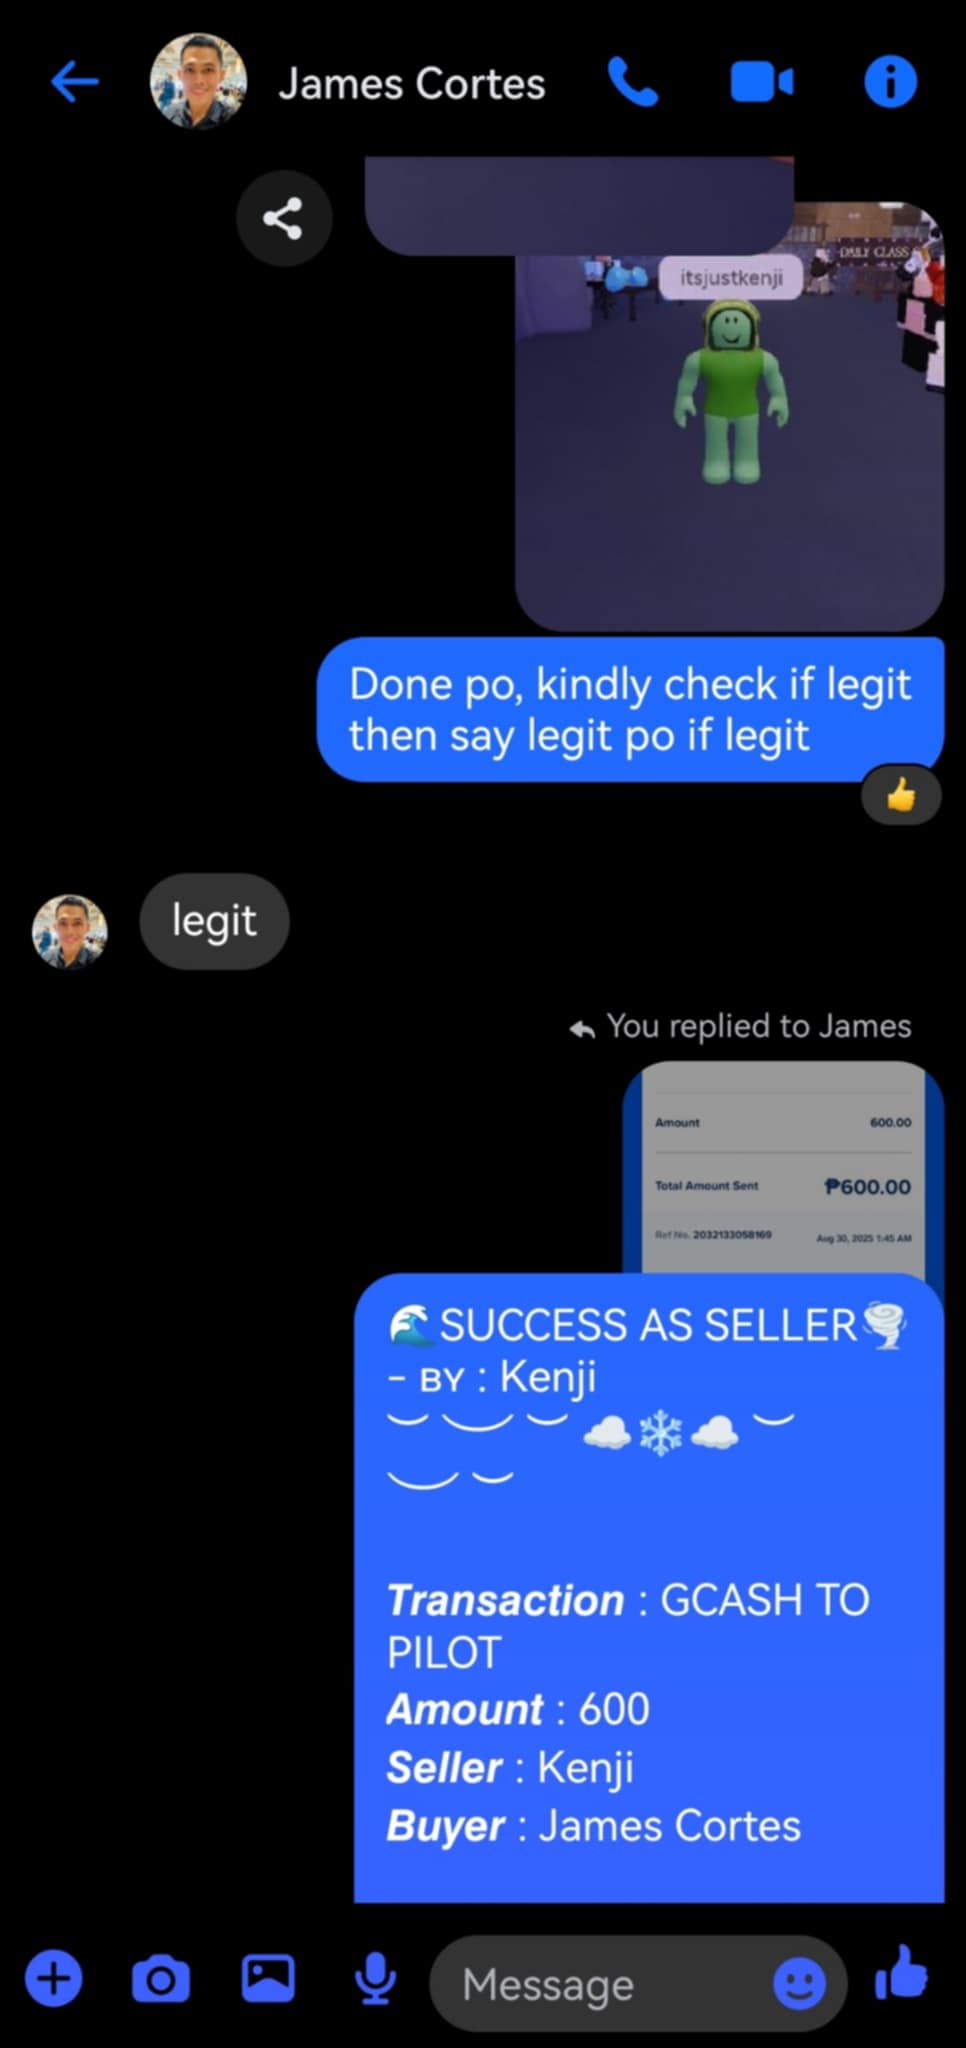 James Cortes
DAILY CLASS
itsjustkenji
Done po, kindly check if legit
then say legit po if legit
legit
You replied to James
Amount 600.00
Total Amount Sent ₱600.00
Ref No. 2032133058169 Aug 30, 2025 1:45 AM
🌊SUCCESS AS SELLER🌪️
- ʙʏ : Kenji
︶ ︶ ︶ ☁️❄️☁️ ︶
︶ ︶
Transaction : GCASH TO
PILOT
Amount : 600
Seller : Kenji
Buyer : James Cortes
Message